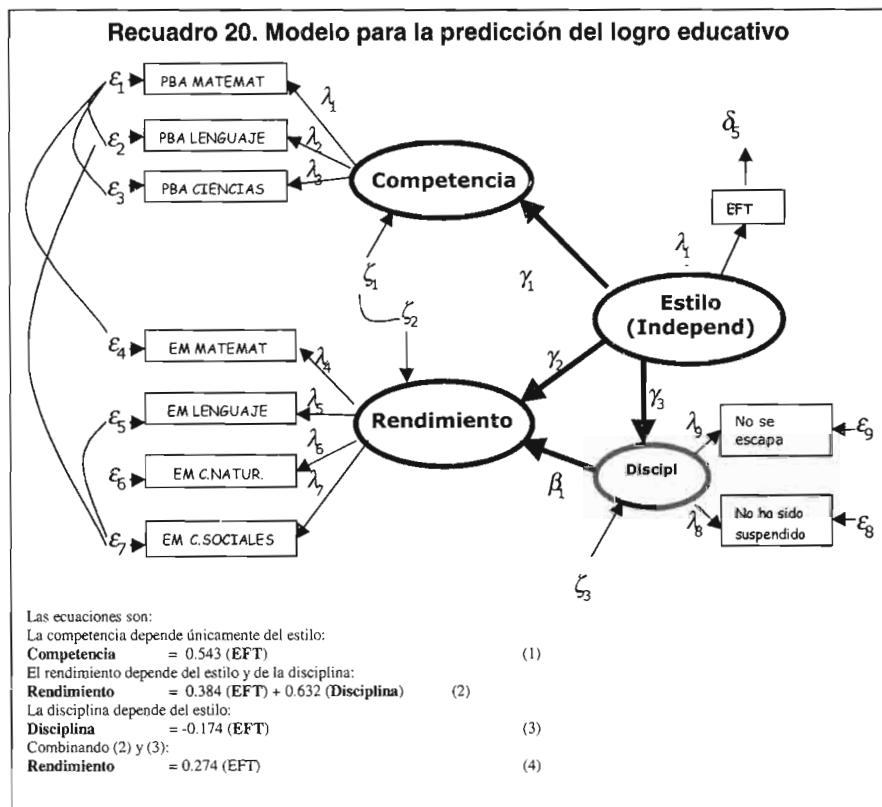 Recuadro 20. Modelo para la predicción del logro educativo
ε1 PBA MATEMAT λ1
ε2 PBA LENGUAJE λ2
ε3 PBA CIENCIAS λ3
Competencia
δ5
EFT
λ1
γ1
Estilo
(Independ)
ζ1
ζ2
ε4 EM MATEMAT λ4
γ2
γ3
ε5 EM LENGUAJE λ5
Rendimiento
λ9 No se
escapa
ε9
ε6 EM C.NATUR. λ6
Discipl
λ7
β1
ε7 EM C.SOCIALES
λ8 No ha sido
suspendido
ε8
ζ3
Las ecuaciones son:
La competencia depende únicamente del estilo:
Competencia = 0.543 (EFT) (1)
El rendimiento depende del estilo y de la disciplina:
Rendimiento = 0.384 (EFT) + 0.632 (Disciplina) (2)
La disciplina depende del estilo:
Disciplina = -0.174 (EFT) (3)
Combinando (2) y (3):
Rendimiento = 0.274 (EFT) (4)